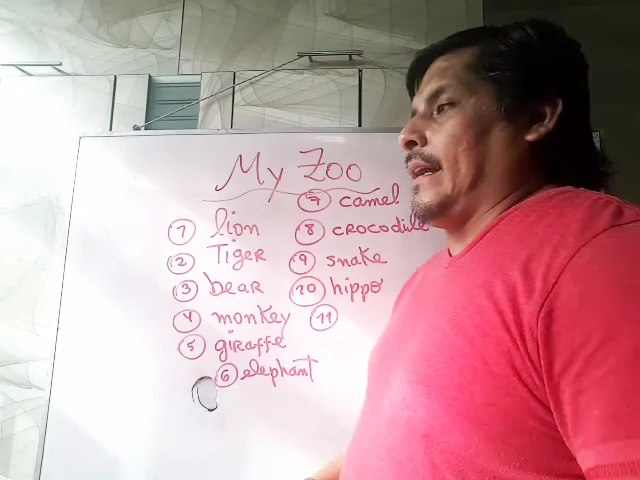 My Zoo
1 lion
2 Tiger
3 bear
4 monkey
5 giraffe
6 elephant
7 camel
8 crocodile
9 snake
10 hippo
11